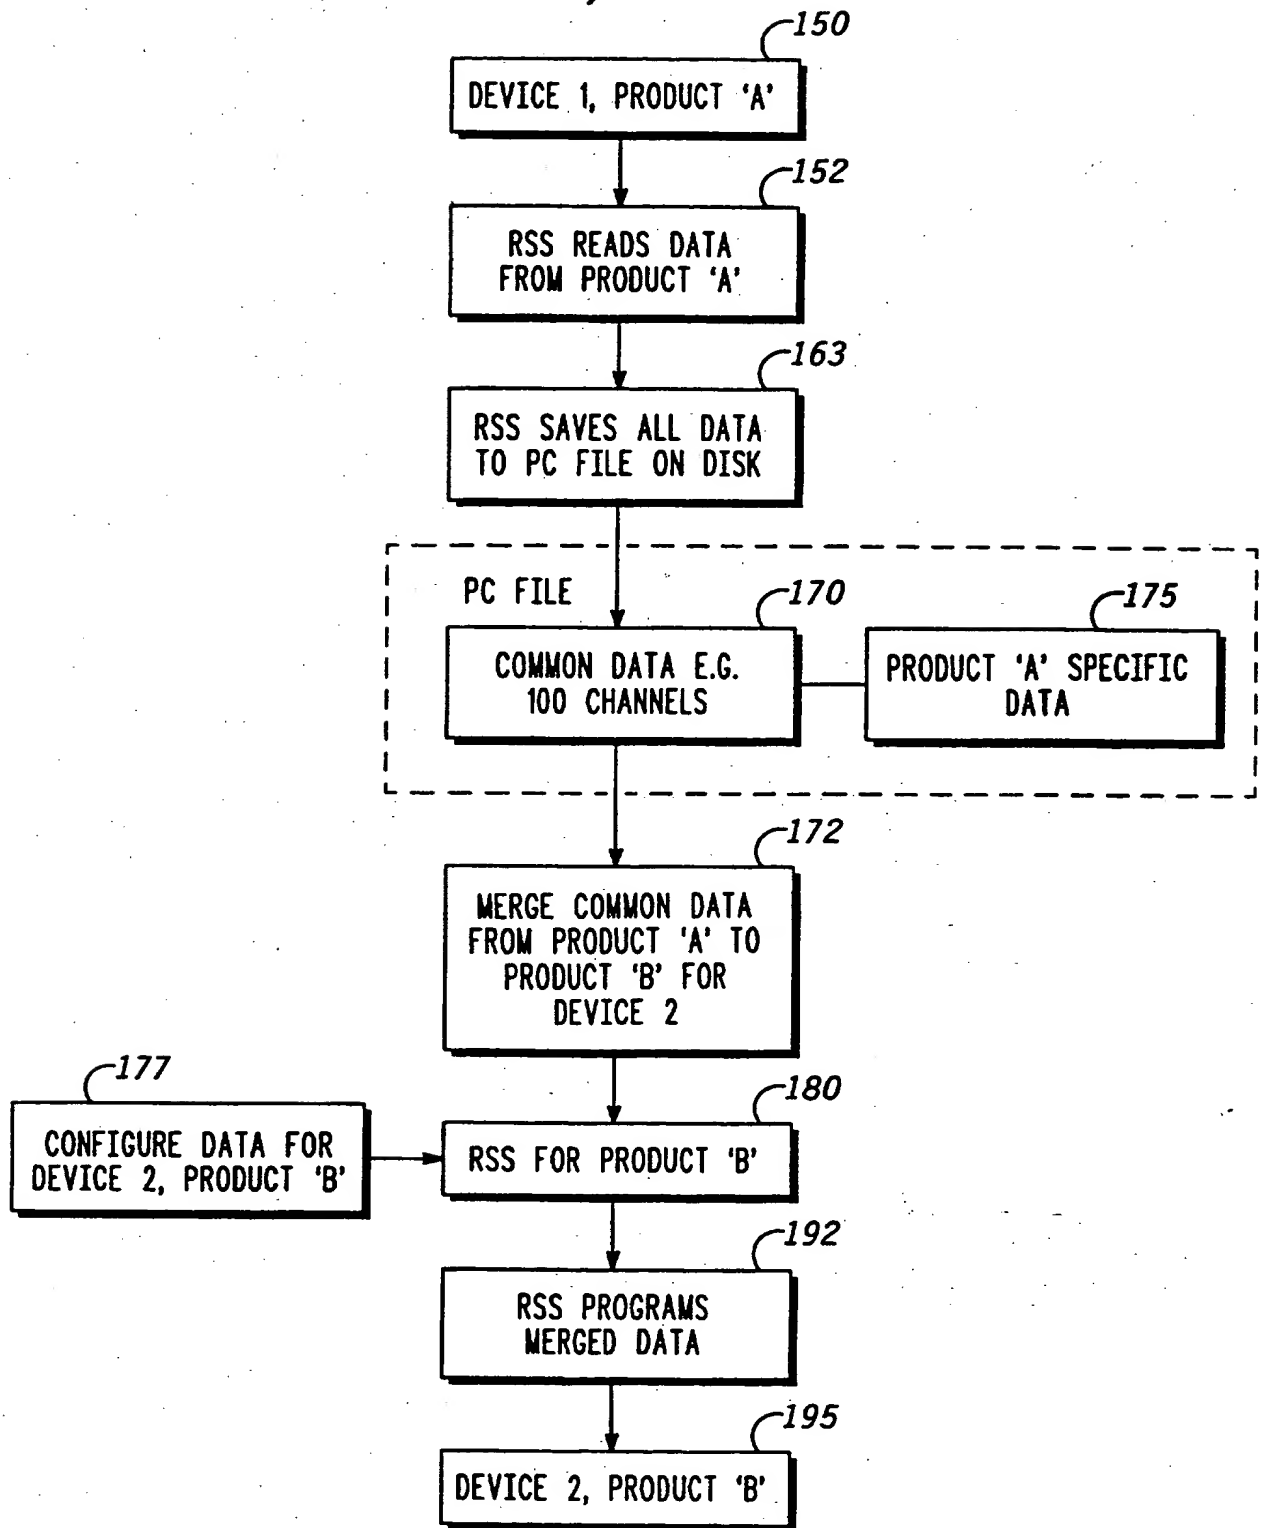 150
DEVICE 1, PRODUCT 'A'
152
RSS READS DATA
FROM PRODUCT 'A'
163
RSS SAVES ALL DATA
TO PC FILE ON DISK
PC FILE
170
175
COMMON DATA E.G.
100 CHANNELS
PRODUCT 'A' SPECIFIC
DATA
172
MERGE COMMON DATA
FROM PRODUCT 'A' TO
PRODUCT 'B' FOR
DEVICE 2
177
180
CONFIGURE DATA FOR
DEVICE 2, PRODUCT 'B'
RSS FOR PRODUCT 'B'
192
RSS PROGRAMS
MERGED DATA
195
DEVICE 2, PRODUCT 'B'